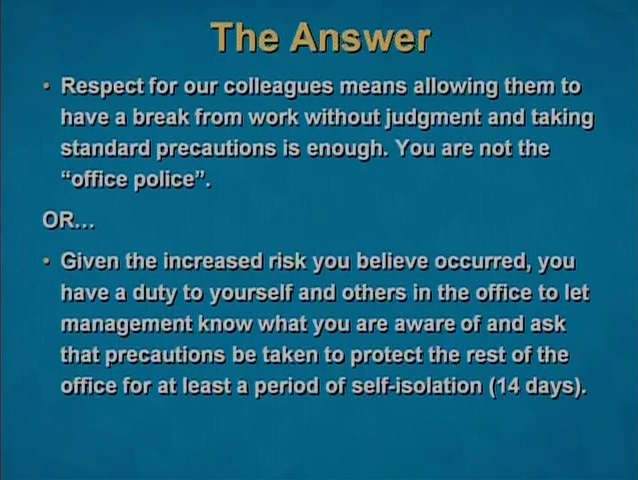 The Answer
• Respect for our colleagues means allowing them to
have a break from work without judgment and taking
standard precautions is enough. You are not the
“office police”.
OR…
• Given the increased risk you believe occurred, you
have a duty to yourself and others in the office to let
management know what you are aware of and ask
that precautions be taken to protect the rest of the
office for at least a period of self-isolation (14 days).